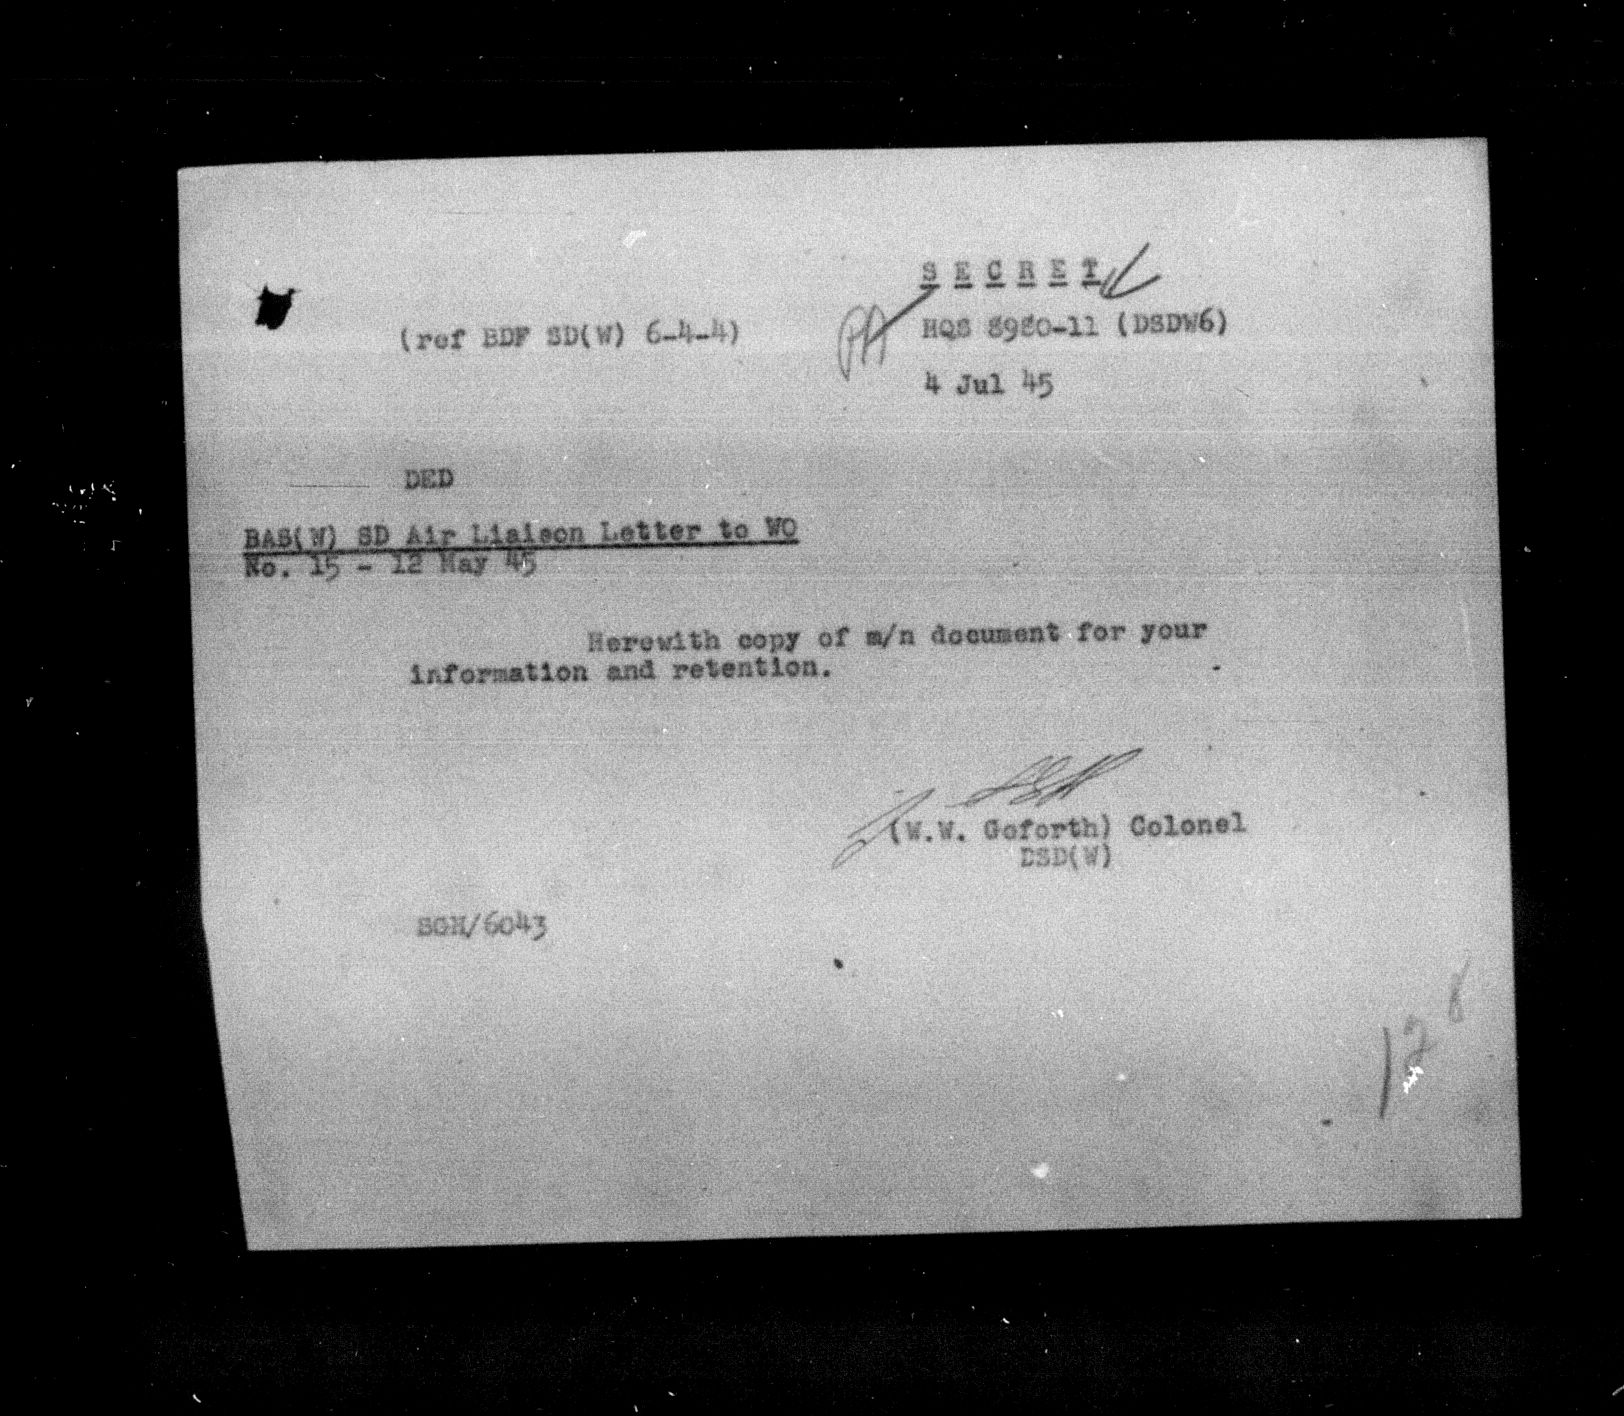 S E C R E T
(ref BDF SD(W) 6-4-4)
PA
HQS 8980-11 (DSDW6)
4 Jul 45
DED
BAS(W) SD Air Liaison Letter to WO
No. 15 - 12 May 45
Herewith copy of m/n document for your
information and retention.
(W.W. Goforth) Colonel
DSD(W)
SGH/6043